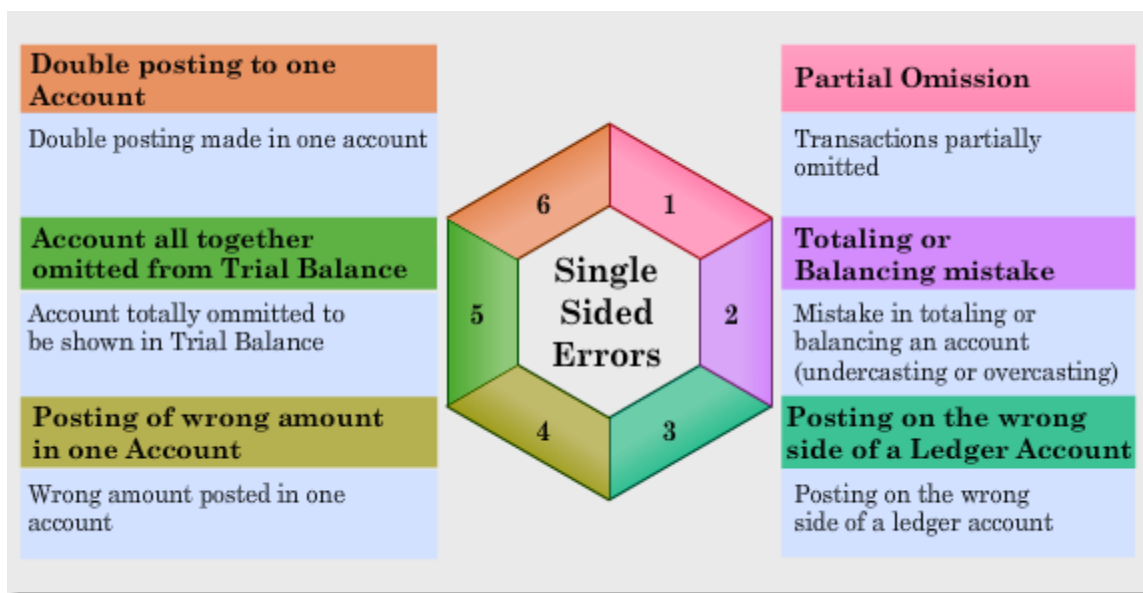 Double posting to one
Account
Double posting made in one account
Account all together
omitted from Trial Balance
Account totally ommitted to
be shown in Trial Balance
Posting of wrong amount
in one Account
Wrong amount posted in one
account
6
1
5
2
4
3
Single
Sided
Errors
Partial Omission
Transactions partially
omitted
Totaling or
Balancing mistake
Mistake in totaling or
balancing an account
(undercasting or overcasting)
Posting on the wrong
side of a Ledger Account
Posting on the wrong
side of a ledger account